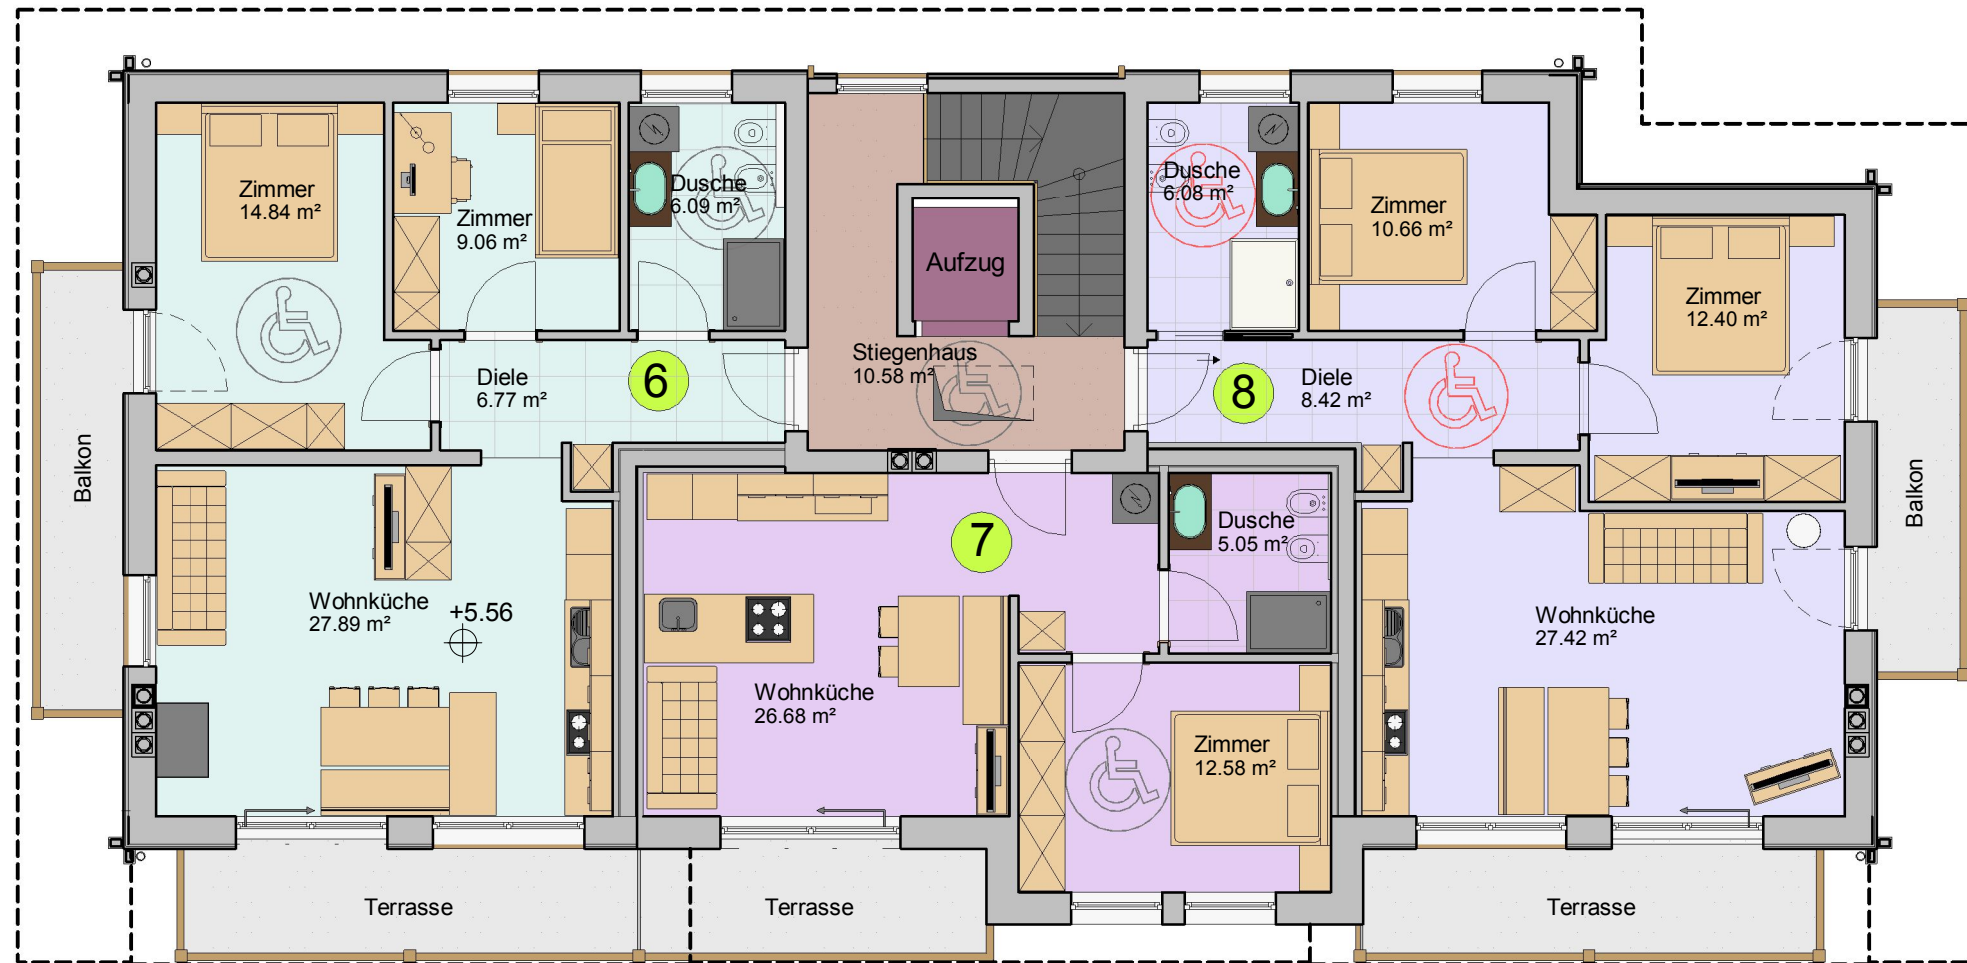 Zimmer
14.84 m²
Zimmer
9.06 m²
Dusche
6.09 m²
Aufzug
Dusche
6.08 m²
Zimmer
10.66 m²
Zimmer
12.40 m²
Stiegenhaus
10.58 m²
Diele
6.77 m²
6
8
Diele
8.42 m²
Balkon
Balkon
7
Dusche
5.05 m²
Wohnküche
27.89 m²
+5.56
Wohnküche
27.42 m²
Wohnküche
26.68 m²
Zimmer
12.58 m²
Terrasse
Terrasse
Terrasse